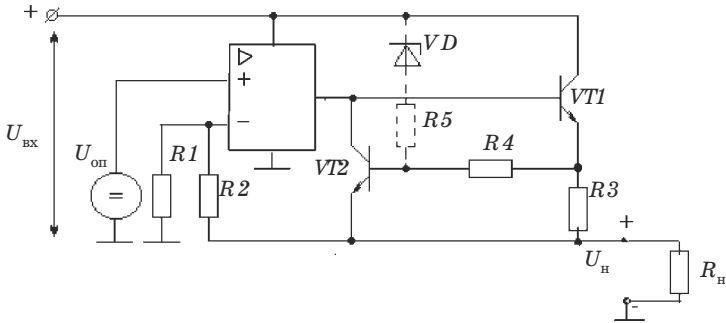 +
VD
+
VT1
R5
−
U вх
U оп
R1
R4
VT2
R2
R3
=
+
U н
R н
-